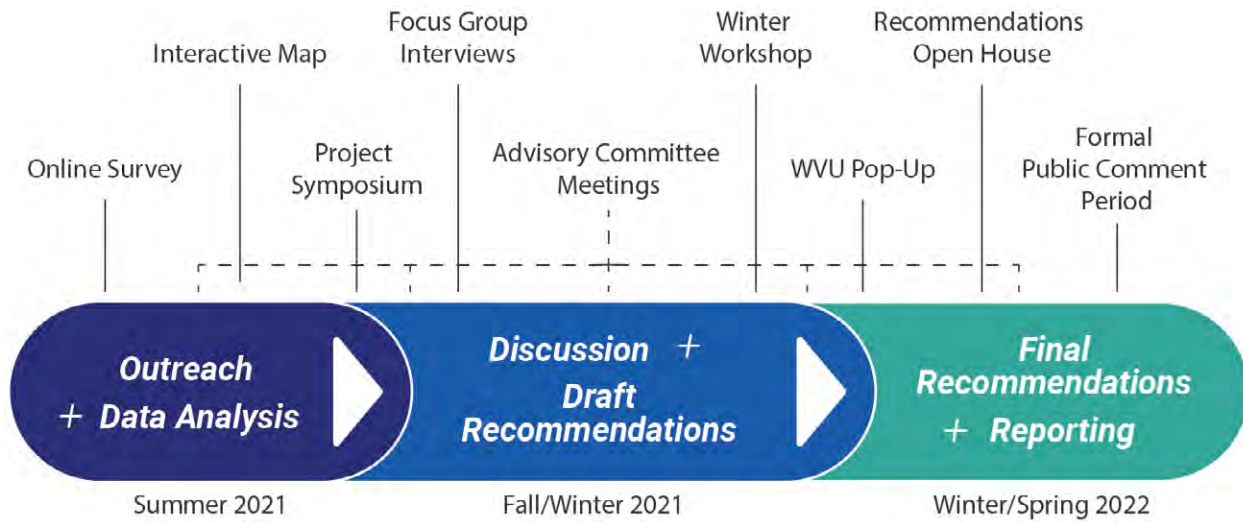 Interactive Map
Focus Group
Interviews
Winter
Workshop
Recommendations
Open House
Online Survey
Project
Symposium
Advisory Committee
Meetings
WVU Pop-Up
Formal
Public Comment
Period
Outreach
+ Data Analysis
Discussion +
Draft
Recommendations
Final
Recommendations
+ Reporting
Summer 2021
Fall/Winter 2021
Winter/Spring 2022